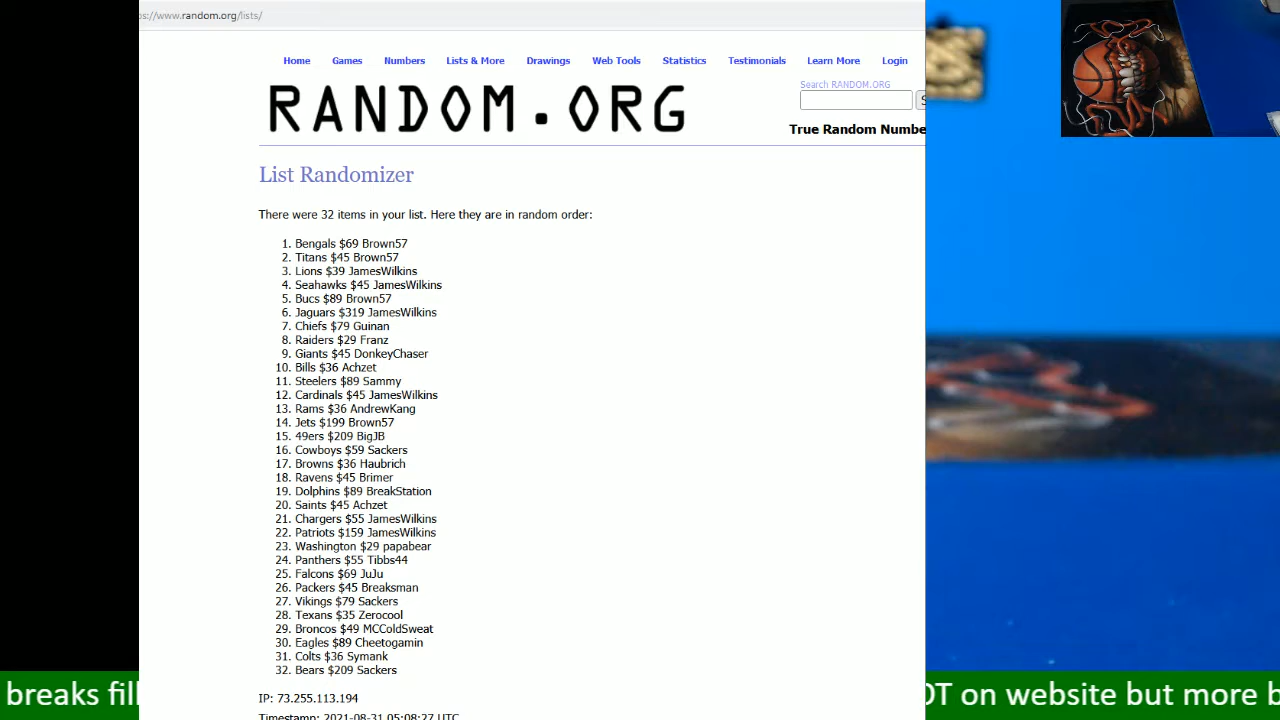 ps://www.random.org/lists/
Home Games Numbers Lists & More Drawings Web Tools Statistics Testimonials Learn More Login
Search RANDOM.ORG
RANDOM.ORG
True Random Numbe
List Randomizer
There were 32 items in your list. Here they are in random order:
1. Bengals $69 Brown57
2. Titans $45 Brown57
3. Lions $39 JamesWilkins
4. Seahawks $45 JamesWilkins
5. Bucs $89 Brown57
6. Jaguars $319 JamesWilkins
7. Chiefs $79 Guinan
8. Raiders $29 Franz
9. Giants $45 DonkeyChaser
10. Bills $36 Achzet
11. Steelers $89 Sammy
12. Cardinals $45 JamesWilkins
13. Rams $36 AndrewKang
14. Jets $199 Brown57
15. 49ers $209 BigJB
16. Cowboys $59 Sackers
17. Browns $36 Haubrich
18. Ravens $45 Brimer
19. Dolphins $89 BreakStation
20. Saints $45 Achzet
21. Chargers $55 JamesWilkins
22. Patriots $159 JamesWilkins
23. Washington $29 papabear
24. Panthers $55 Tibbs44
25. Falcons $69 JuJu
26. Packers $45 Breaksman
27. Vikings $79 Sackers
28. Texans $35 Zerocool
29. Broncos $49 MCColdSweat
30. Eagles $89 Cheetogamin
31. Colts $36 Symank
32. Bears $209 Sackers
IP: 73.255.113.194
Timestamp: 2021-08-31 05:08:27 UTC
breaks fil
OT on website but more b